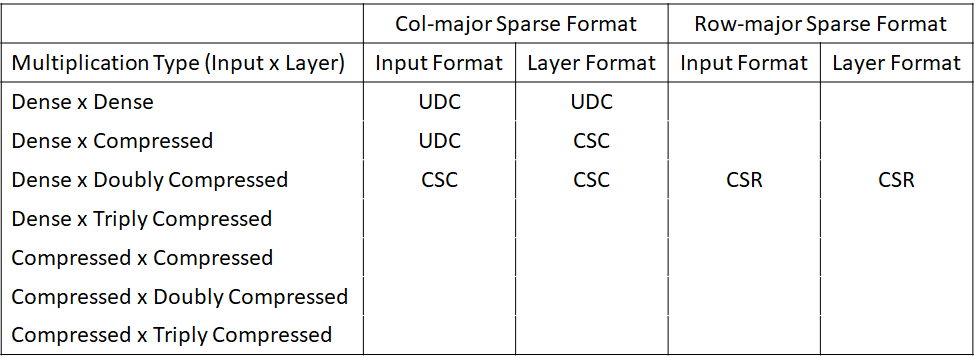 Col-major Sparse Format Row-major Sparse Format
Multiplication Type (Input x Layer) Input Format Layer Format Input Format Layer Format
Dense x Dense UDC UDC
Dense x Compressed UDC CSC
Dense x Doubly Compressed CSC CSC CSR CSR
Dense x Triply Compressed
Compressed x Compressed
Compressed x Doubly Compressed
Compressed x Triply Compressed